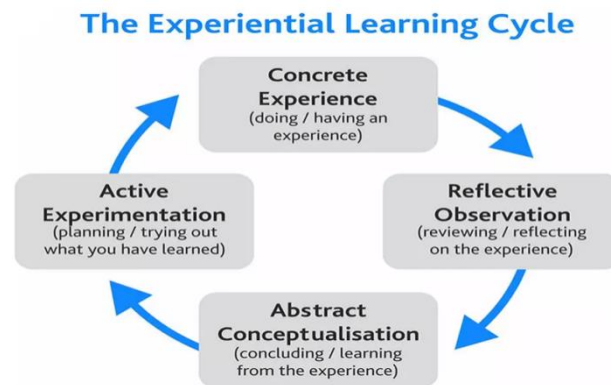 The Experiential Learning Cycle
Concrete
Experience
(doing / having an
experience)
Reflective
Observation
(reviewing / reflecting
on the experience)
Abstract
Conceptualisation
(concluding / learning
from the experience)
Active
Experimentation
(planning / trying out
what you have learned)